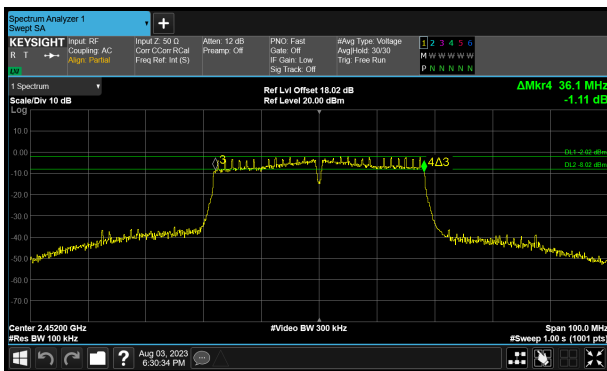 Spectrum Analyzer 1
Swept SA
+
KEYSIGHT
R T
LXI
Input: RF
Coupling: AC
Align: Partial
Input Z: 50 Ω
Corr CCorr RCal
Freq Ref: Int (S)
Atten: 12 dB
Preamp: Off
PNO: Fast
Gate: Off
IF Gain: Low
Sig Track: Off
#Avg Type: Voltage
Avg|Hold: 30/30
Trig: Free Run
1 2 3 4 5 6
M W W W W W
P N N N N N
1 Spectrum
Scale/Div 10 dB
Log
Ref Lvl Offset 18.02 dB
Ref Level 20.00 dBm
ΔMkr4 36.1 MHz
-1.11 dB
10.0
0.00
DL1 -2.02 dBm
3
4Δ3
DL2 -8.02 dBm
-10.0
-20.0
-30.0
-40.0
-50.0
-60.0
-70.0
Center 2.45200 GHz
#Res BW 100 kHz
#Video BW 300 kHz
Span 100.0 MHz
#Sweep 1.00 s (1001 pts)
?
Aug 03, 2023
6:30:34 PM